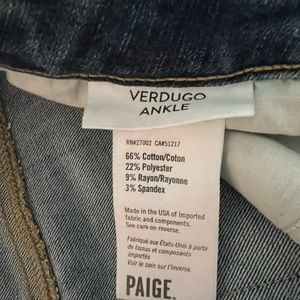 VERDUGO
ANKLE
RN#27002 CA#51217
66% Cotton/Coton
22% Polyester
9% Rayon/Rayonne
3% Spandex
Made in the USA of Imported
fabric and components.
See care on reverse.
Fabriqué aux États-Unis à partir
de tissus et composants
importés
Voir le soin sur l'inverse.
PAIGE.